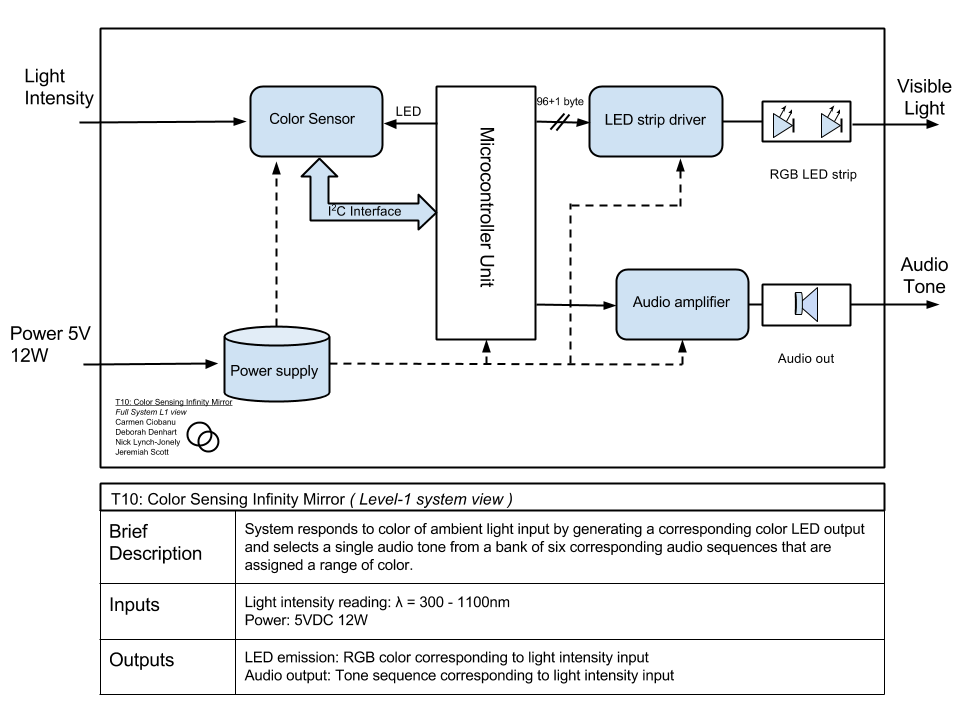 Light
Intensity
Color Sensor
LED
96+1 byte
LED strip driver
Visible
Light
RGB LED strip
I²C Interface
Microcontroller Unit
Audio
Tone
Audio amplifier
Audio out
Power 5V
12W
Power supply
T10: Color Sensing Infinity Mirror
Full System L1 view
Carmen Ciobanu
Deborah Denhart
Nick Lynch-Jonely
Jeremiah Scott
T10: Color Sensing Infinity Mirror ( Level-1 system view )
Brief
Description
System responds to color of ambient light input by generating a corresponding color LED output
and selects a single audio tone from a bank of six corresponding audio sequences that are
assigned a range of color.
Inputs
Light intensity reading: λ = 300 - 1100nm
Power: 5VDC 12W
Outputs
LED emission: RGB color corresponding to light intensity input
Audio output: Tone sequence corresponding to light intensity input